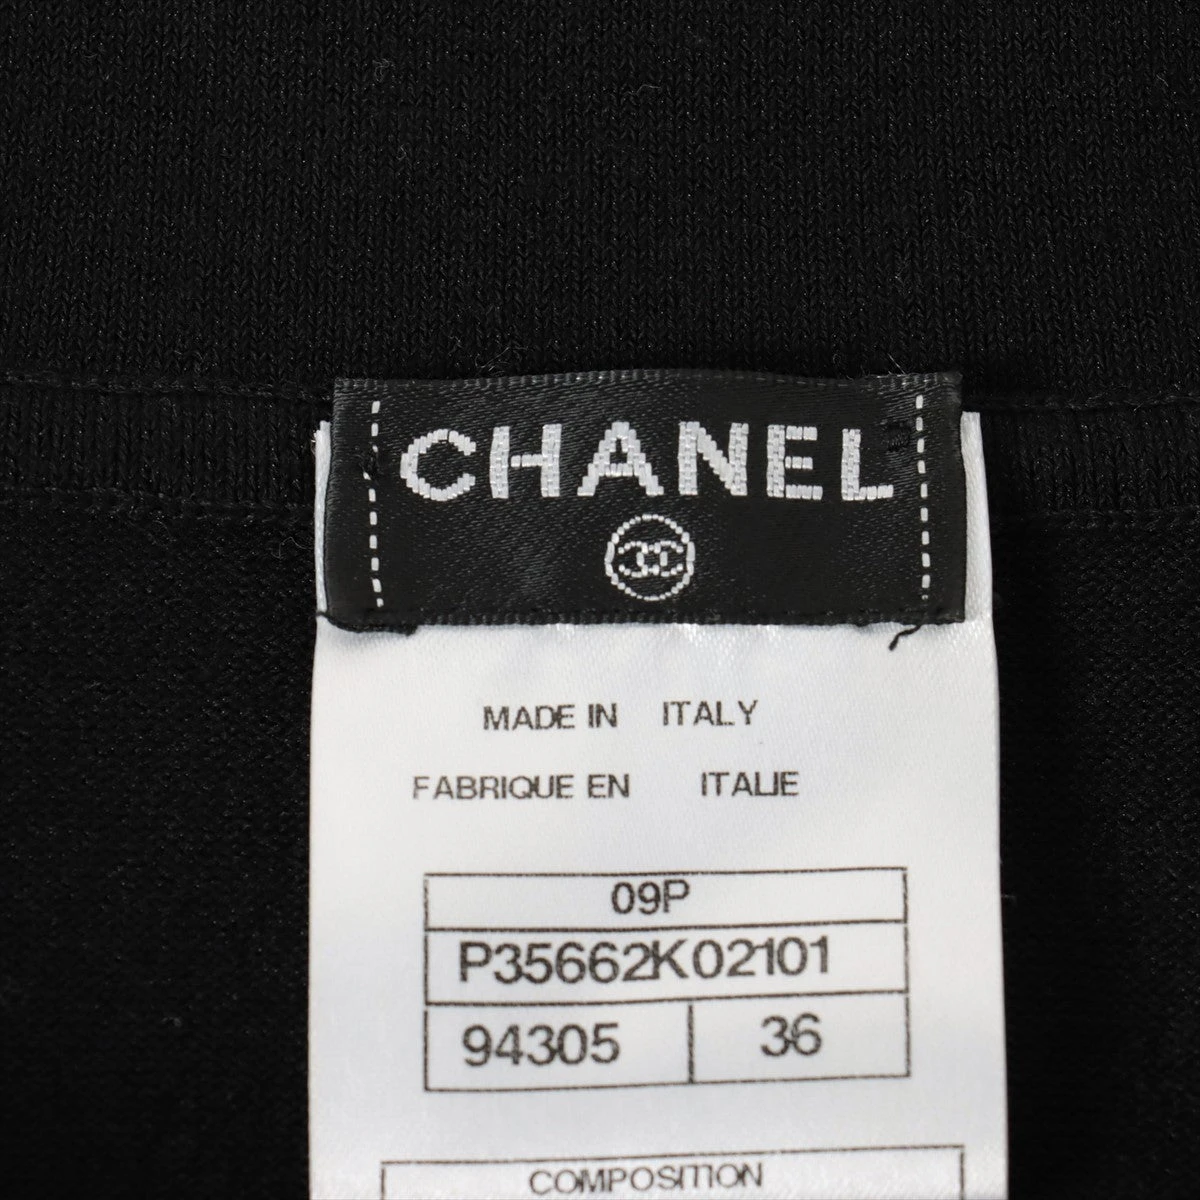 CHANEL
MADE IN ITALY
FABRIQUE EN ITALIE
09P
P35662K02101
94305 36
COMPOSITION